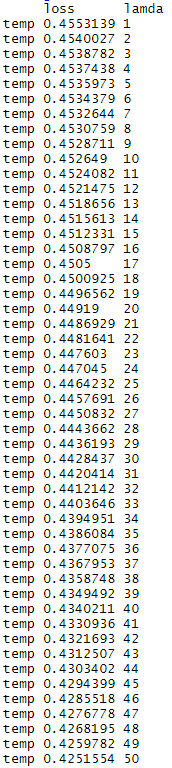 loss lamda
temp 0.4553139 1
temp 0.4540027 2
temp 0.4538782 3
temp 0.4537438 4
temp 0.4535973 5
temp 0.4534379 6
temp 0.4532644 7
temp 0.4530759 8
temp 0.4528711 9
temp 0.452649 10
temp 0.4524082 11
temp 0.4521475 12
temp 0.4518656 13
temp 0.4515613 14
temp 0.4512331 15
temp 0.4508797 16
temp 0.4505 17
temp 0.4500925 18
temp 0.4496562 19
temp 0.44919 20
temp 0.4486929 21
temp 0.4481641 22
temp 0.447603 23
temp 0.447045 24
temp 0.4464232 25
temp 0.4457691 26
temp 0.4450832 27
temp 0.4443662 28
temp 0.4436193 29
temp 0.4428437 30
temp 0.4420414 31
temp 0.4412142 32
temp 0.4403646 33
temp 0.4394951 34
temp 0.4386084 35
temp 0.4377075 36
temp 0.4367953 37
temp 0.4358748 38
temp 0.4349492 39
temp 0.4340211 40
temp 0.4330936 41
temp 0.4321693 42
temp 0.4312507 43
temp 0.4303402 44
temp 0.4294399 45
temp 0.4285518 46
temp 0.4276778 47
temp 0.4268195 48
temp 0.4259782 49
temp 0.4251554 50